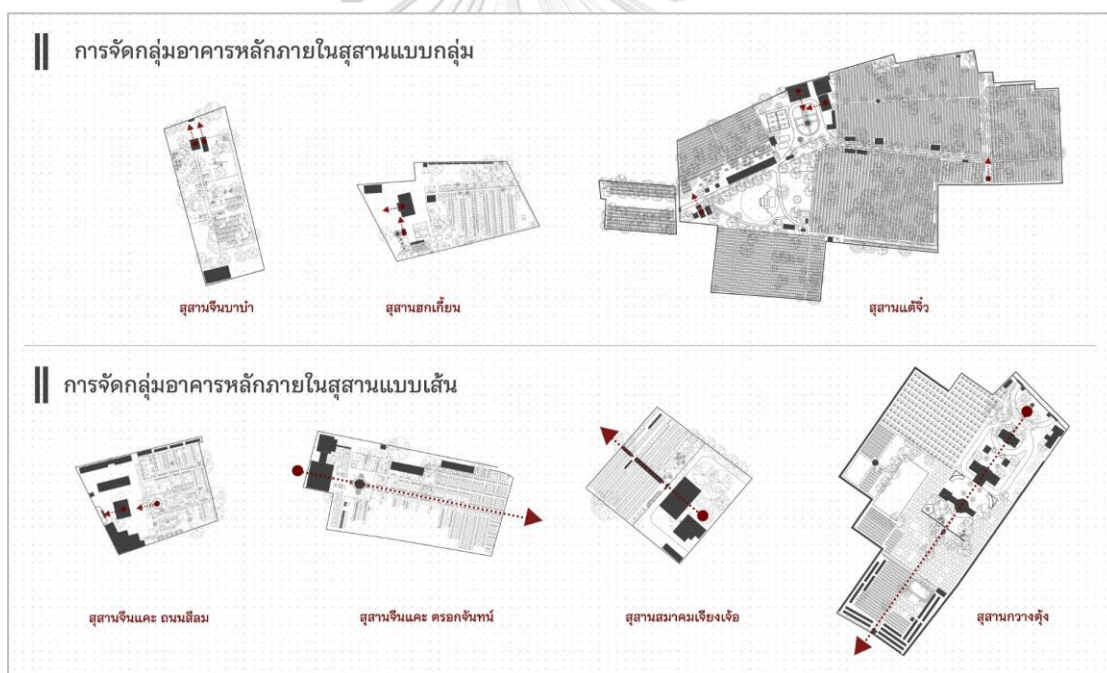 การจัดกลุ่มอาคารหลักภายในสุสานแบบกลุ่ม
สุสานจีนบาบ๋า
สุสานฮกเกี้ยน
สุสานแต้จิ๋ว
การจัดกลุ่มอาคารหลักภายในสุสานแบบเส้น
สุสานจีนแคะ ถนนสีลม
สุสานจีนแคะ ตรอกจันทน์
สุสานสมาคมเจียงเจ้อ
สุสานกวางตุ้ง